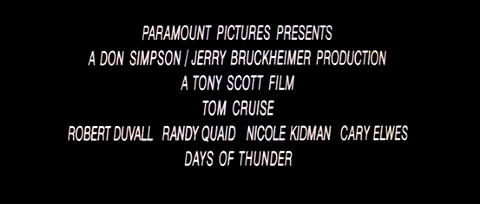 PARAMOUNT PICTURES PRESENTS
A DON SIMPSON / JERRY BRUCKHEIMER PRODUCTION
A TONY SCOTT FILM
TOM CRUISE
ROBERT DUVALL RANDY QUAID NICOLE KIDMAN CARY ELWES
DAYS OF THUNDER